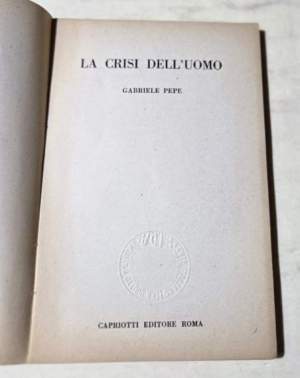 LA CRISI DELL'UOMO
GABRIELE PEPE
CAPRIOTTI EDITORE ROMA